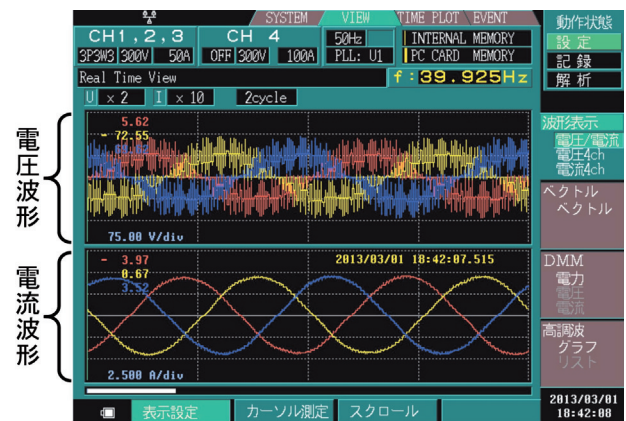 SYSTEM VIEW TIME PLOT EVENT
CH1,2,3
3P3W3 300V 50A
CH 4
OFF 300V 100A
50Hz
PLL: U1
INTERNAL MEMORY
PC CARD MEMORY
動作状態
設定
記録
解析
Real Time View
f:39.925Hz
U ×2 I ×10 2cycle
電圧波形
5.62
- 72.55
75.00 V/div
電流波形
- 3.97
0.67
3.52
2013/03/01 18:42:07.515
2.500 A/div
波形表示
電圧/電流
電圧4ch
電流4ch
ベクトル
ベクトル
DMM
電力
電圧
電流
高調波
グラフ
リスト
表示設定 カーソル測定 スクロール
2013/03/01
18:42:08